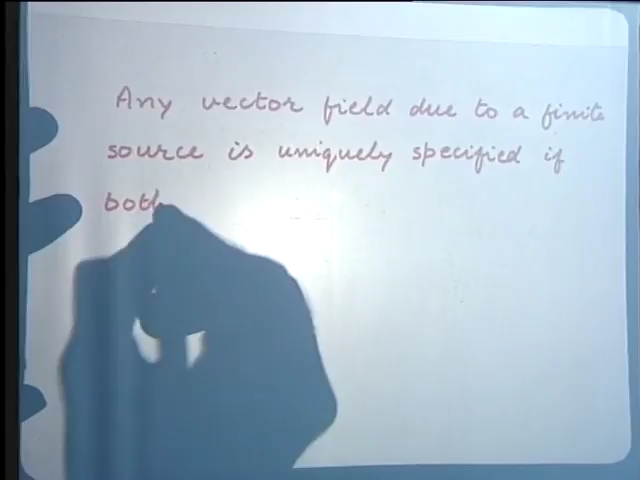 Any vector field due to a finite
source is uniquely specified if
both